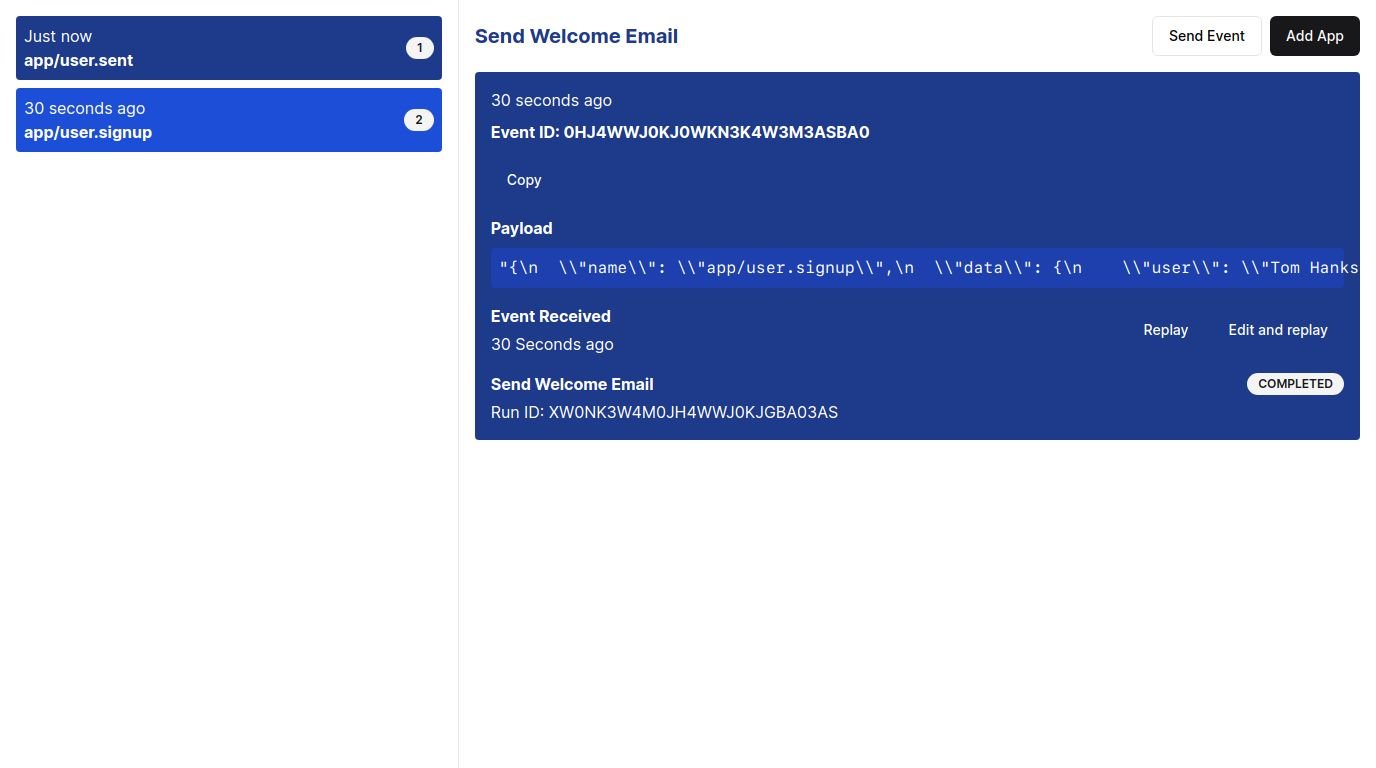 Just now
app/user.sent
1
30 seconds ago
app/user.signup
2
Send Welcome Email
Send Event
Add App
30 seconds ago
Event ID: 0HJ4WWJ0KJ0WKN3K4W3M3ASBA0
Copy
Payload
"{\n  \\"name\\": \\"app/user.signup\\",\n  \\"data\\": {\n    \\"user\\": \\"Tom Hanks
Event Received
30 Seconds ago
Replay
Edit and replay
Send Welcome Email
COMPLETED
Run ID: XW0NK3W4M0JH4WWJ0KJGBA03AS